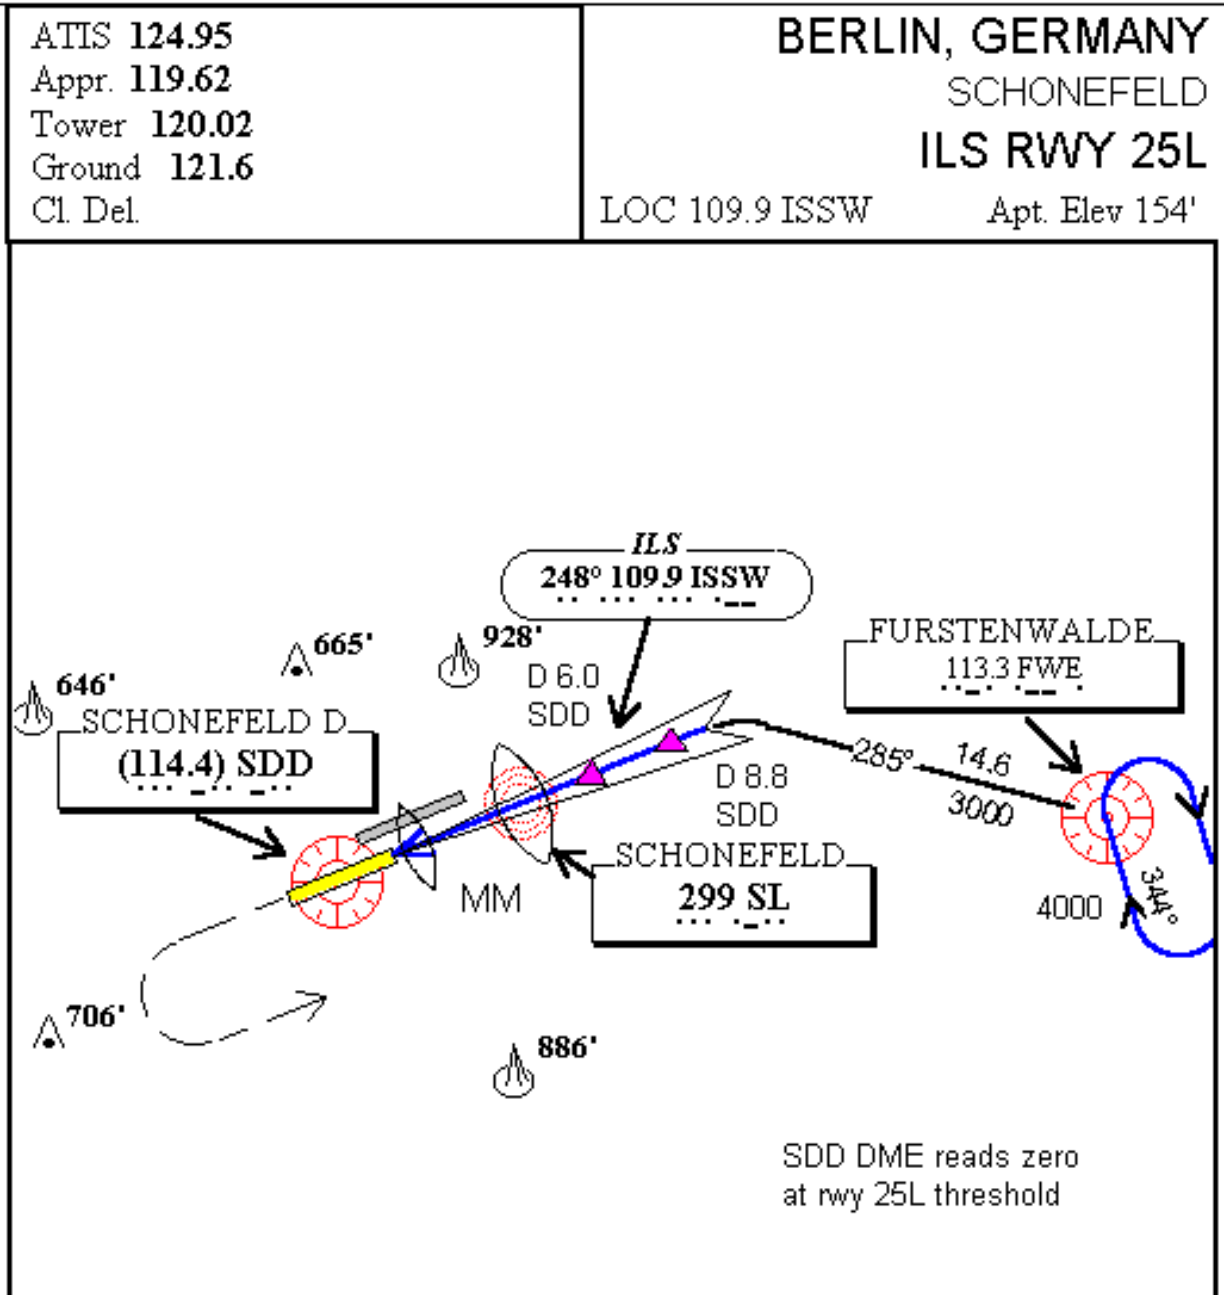 ATIS 124.95
Appr. 119.62
Tower 120.02
Ground 121.6
Cl. Del.
BERLIN, GERMANY
SCHONEFELD
ILS RWY 25L
LOC 109.9 ISSW Apt. Elev 154'
ILS
248° 109.9 ISSW
665'
928'
646'
D 6.0
SDD
FURSTENWALDE
113.3 FWE
SCHONEFELD D
(114.4) SDD
285°
14.6
3000
D 8.8
SDD
SCHONEFELD
299 SL
MM
4000
344°
706'
886'
SDD DME reads zero
at rwy 25L threshold